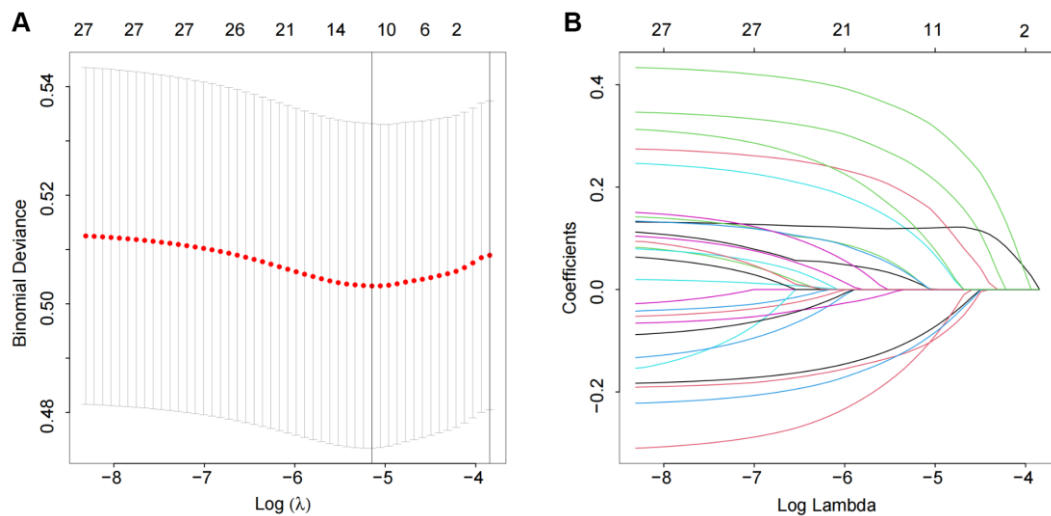 A
27 27 27 26 21 14 10 6 2
Binomial Deviance
0.54
0.52
0.50
0.48
−8 −7 −6 −5 −4
Log (λ)
B
27 27 21 11 2
Coefficients
0.4
0.2
0.0
−0.2
−8 −7 −6 −5 −4
Log Lambda